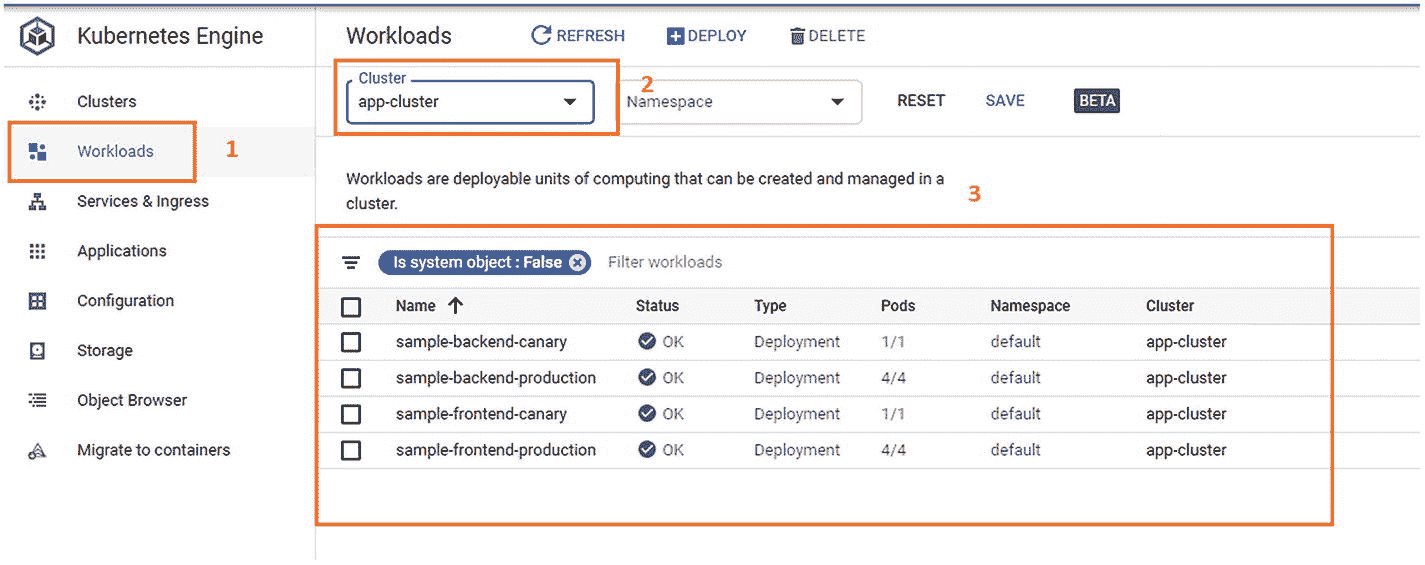 Kubernetes Engine
Workloads REFRESH DEPLOY DELETE
Clusters
Workloads 1
Services & Ingress
Applications
Configuration
Storage
Object Browser
Migrate to containers
Cluster
app-cluster 2 Namespace RESET SAVE BETA
Workloads are deployable units of computing that can be created and managed in a
cluster.
3
Is system object : False Filter workloads
Name Status Type Pods Namespace Cluster
sample-backend-canary OK Deployment 1/1 default app-cluster
sample-backend-production OK Deployment 4/4 default app-cluster
sample-frontend-canary OK Deployment 1/1 default app-cluster
sample-frontend-production OK Deployment 4/4 default app-cluster